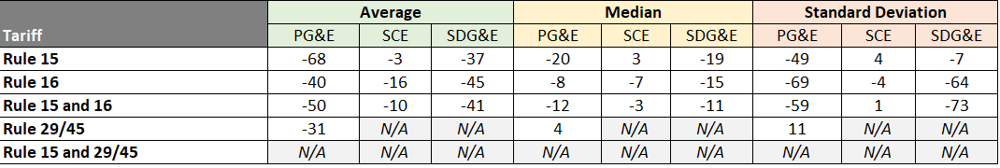 Average Median Standard Deviation
Tariff PG&E SCE SDG&E PG&E SCE SDG&E PG&E SCE SDG&E
Rule 15 -68 -3 -37 -20 3 -19 -49 4 -7
Rule 16 -40 -16 -45 -8 -7 -15 -69 -4 -64
Rule 15 and 16 -50 -10 -41 -12 -3 -11 -59 1 -73
Rule 29/45 -31 N/A N/A 4 N/A N/A 11 N/A N/A
Rule 15 and 29/45 N/A N/A N/A N/A N/A N/A N/A N/A N/A